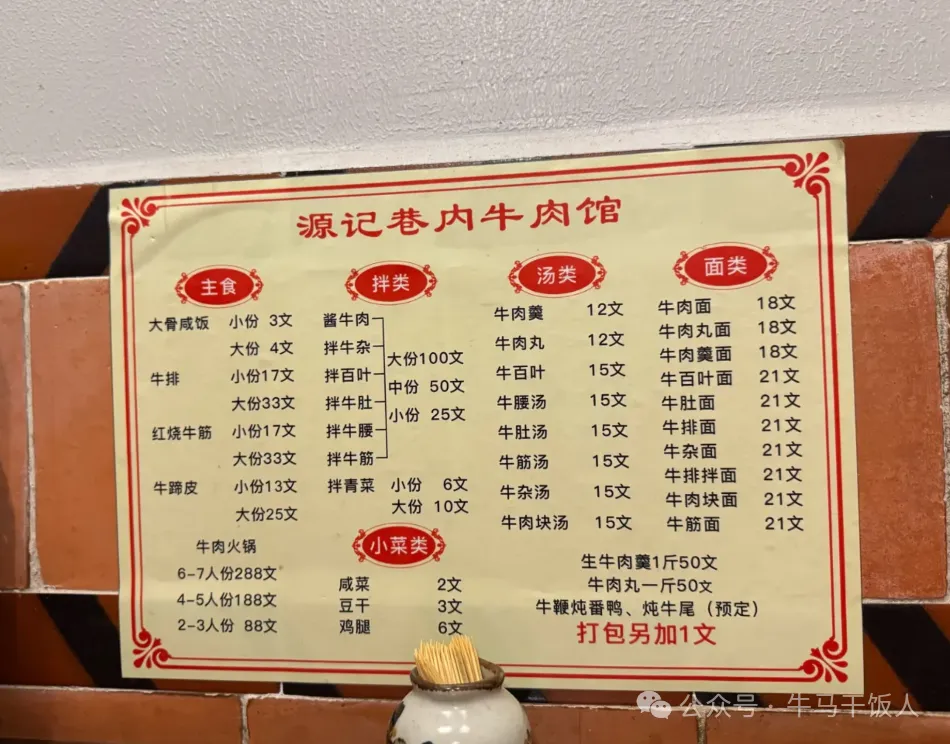 源记巷内牛肉馆
主食
大骨咸饭 小份 3文
大份 4文
牛排 小份17文
大份33文
红烧牛筋 小份17文
大份33文
牛蹄皮 小份13文
大份25文
牛肉火锅
6-7人份288文
4-5人份188文
2-3人份 88文
拌类
酱牛肉
拌牛杂
拌百叶
拌牛肚
拌牛腰
拌牛筋
大份100文
中份 50文
小份 25文
拌青菜 小份 6文
大份 10文
小菜类
咸菜 2文
豆干 3文
鸡腿 6文
汤类
牛肉羹 12文
牛肉丸 12文
牛百叶 15文
牛腰汤 15文
牛肚汤 15文
牛筋汤 15文
牛杂汤 15文
牛肉块汤 15文
面类
牛肉面 18文
牛肉丸面 18文
牛肉羹面 18文
牛百叶面 21文
牛肚面 21文
牛排面 21文
牛杂面 21文
牛排拌面 21文
牛肉块面 21文
牛筋面 21文
生牛肉羹1斤50文
牛肉丸一斤50文
牛鞭炖番鸭、炖牛尾（预定）
打包另加1文
公众号·牛马干饭人